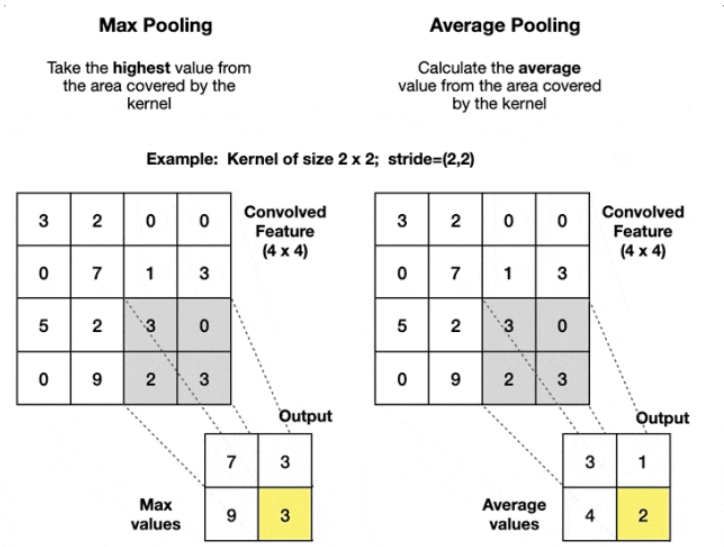 Max Pooling
Take the highest value from
the area covered by the
kernel
Average Pooling
Calculate the average
value from the area covered
by the kernel
Example: Kernel of size 2 x 2; stride=(2,2)
3 2 0 0
0 7 1 3
5 2 3 0
0 9 2 3
Convolved
Feature
(4 x 4)
Output
7 3
9 3
Max
values
3 2 0 0
0 7 1 3
5 2 3 0
0 9 2 3
Convolved
Feature
(4 x 4)
Output
3 1
4 2
Average
values